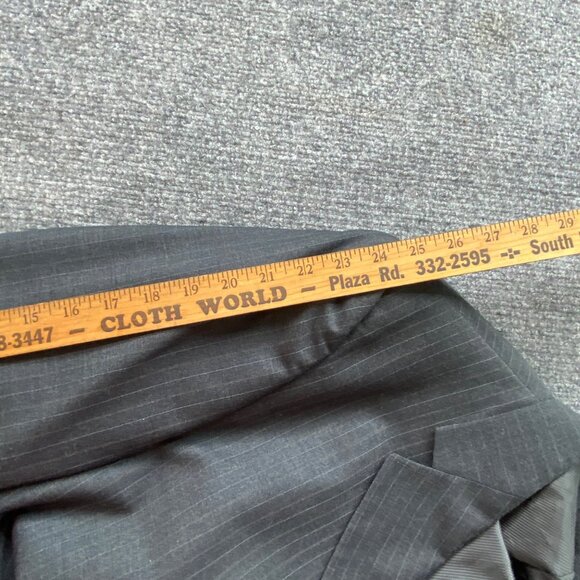 15 16 17 18 19 20 21 22 23 24 25 26 27 28 29
8-3447 — CLOTH WORLD — Plaza Rd. 332-2595 -:- South